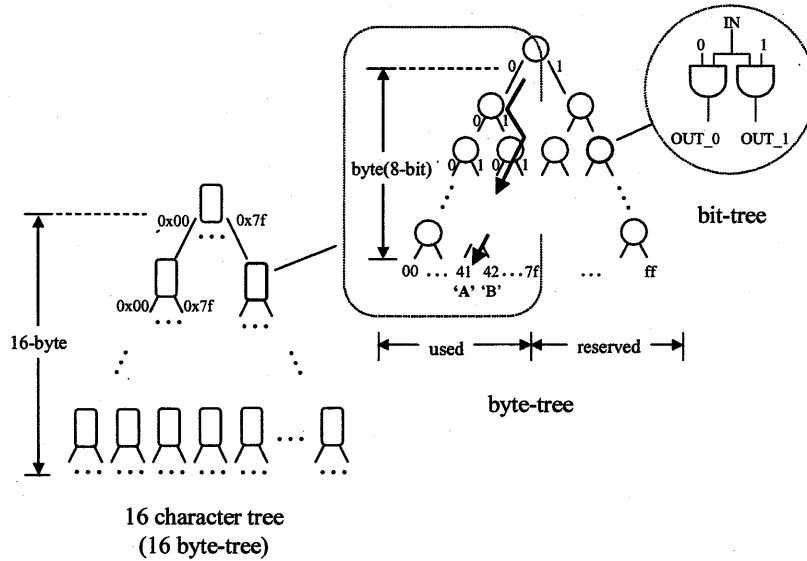 IN
0 1
OUT_0 OUT_1
bit-tree
0 1
0 1
0 1 0 1
byte(8-bit)
00 ... 41 42 ... 7f ... ff
‘A’ ‘B’
used reserved
byte-tree
0x00 0x7f
...
0x00 0x7f
... ...
16-byte
...
... ... ... ... ... ...
16 character tree
(16 byte-tree)